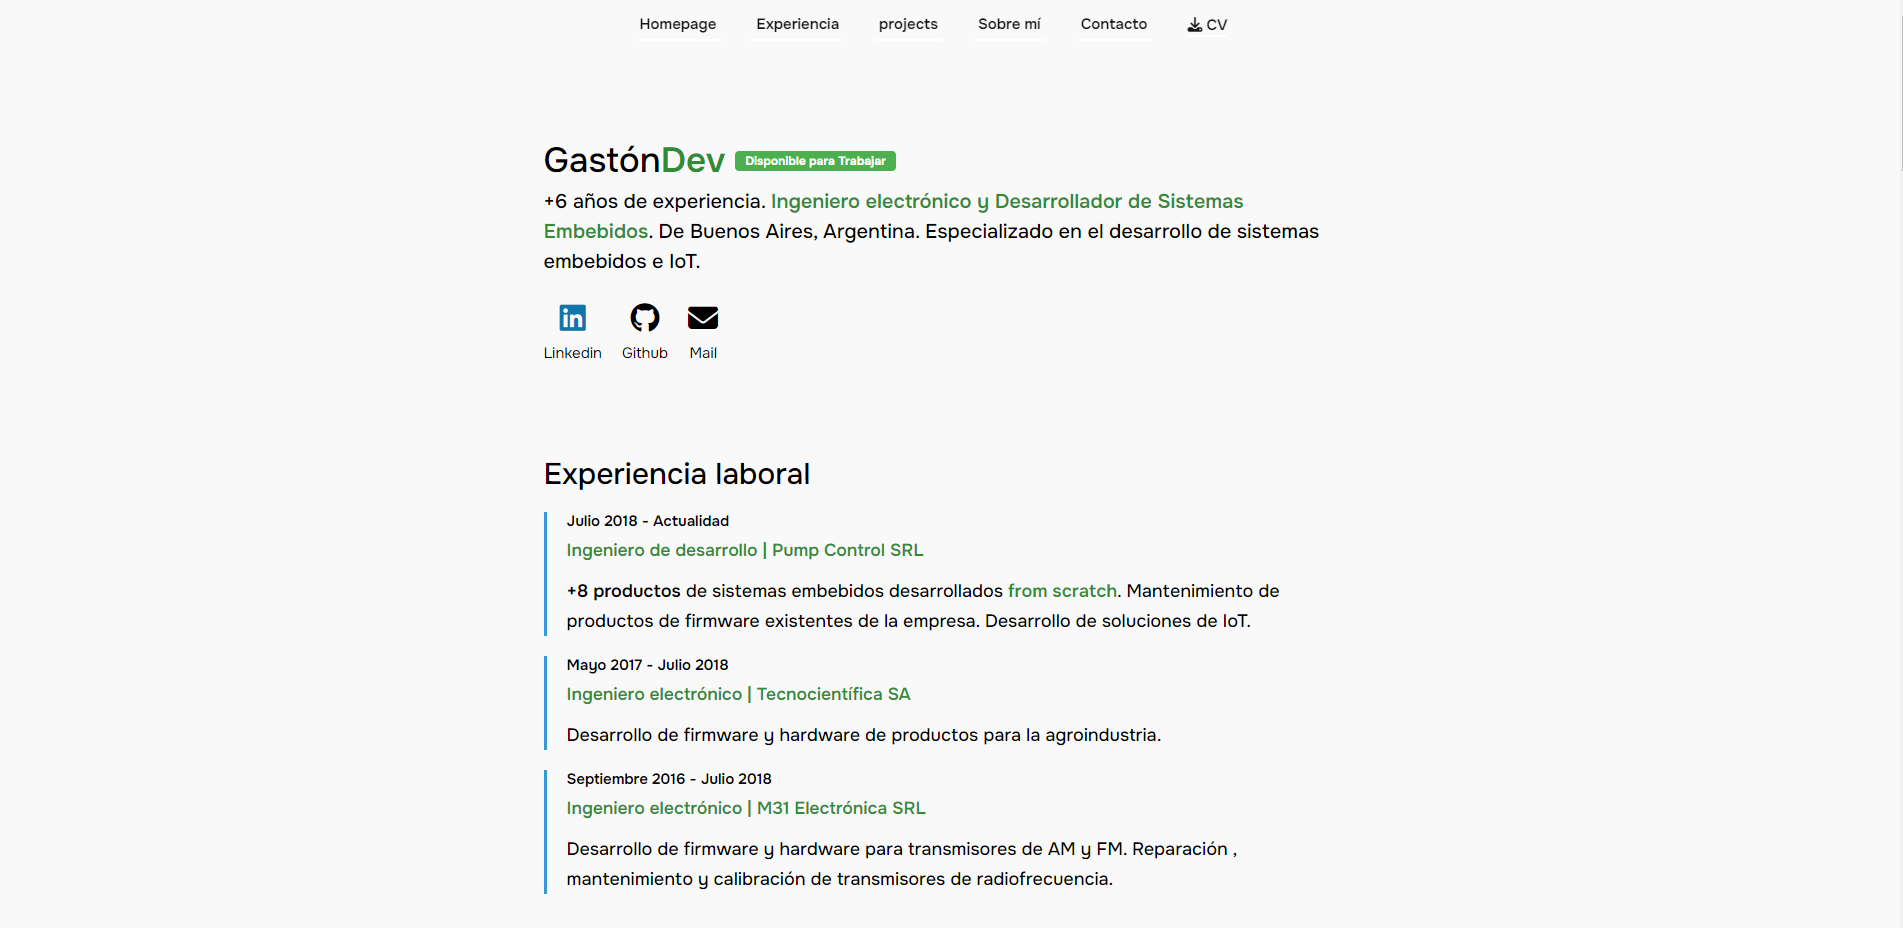 Homepage Experiencia projects Sobre mí Contacto CV
GastónDev Disponible para Trabajar
+6 años de experiencia. Ingeniero electrónico y Desarrollador de Sistemas
Embebidos. De Buenos Aires, Argentina. Especializado en el desarrollo de sistemas
embebidos e IoT.
Linkedin Github Mail
Experiencia laboral
Julio 2018 - Actualidad
Ingeniero de desarrollo | Pump Control SRL
+8 productos de sistemas embebidos desarrollados from scratch. Mantenimiento de
productos de firmware existentes de la empresa. Desarrollo de soluciones de IoT.
Mayo 2017 - Julio 2018
Ingeniero electrónico | Tecnocientífica SA
Desarrollo de firmware y hardware de productos para la agroindustria.
Septiembre 2016 - Julio 2018
Ingeniero electrónico | M31 Electrónica SRL
Desarrollo de firmware y hardware para transmisores de AM y FM. Reparación ,
mantenimiento y calibración de transmisores de radiofrecuencia.